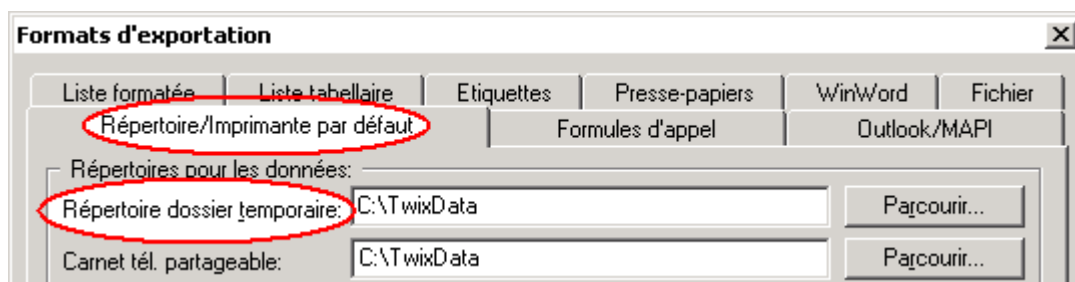 Formats d'exportation
Liste formatée Liste tabellaire Etiquettes Presse-papiers WinWord Fichier
Répertoire/Imprimante par défaut Formules d'appel Outlook/MAPI
Répertoires pour les données:
Répertoire dossier temporaire: C:\TwixData Parcourir...
Carnet tél. partageable: C:\TwixData Parcourir...